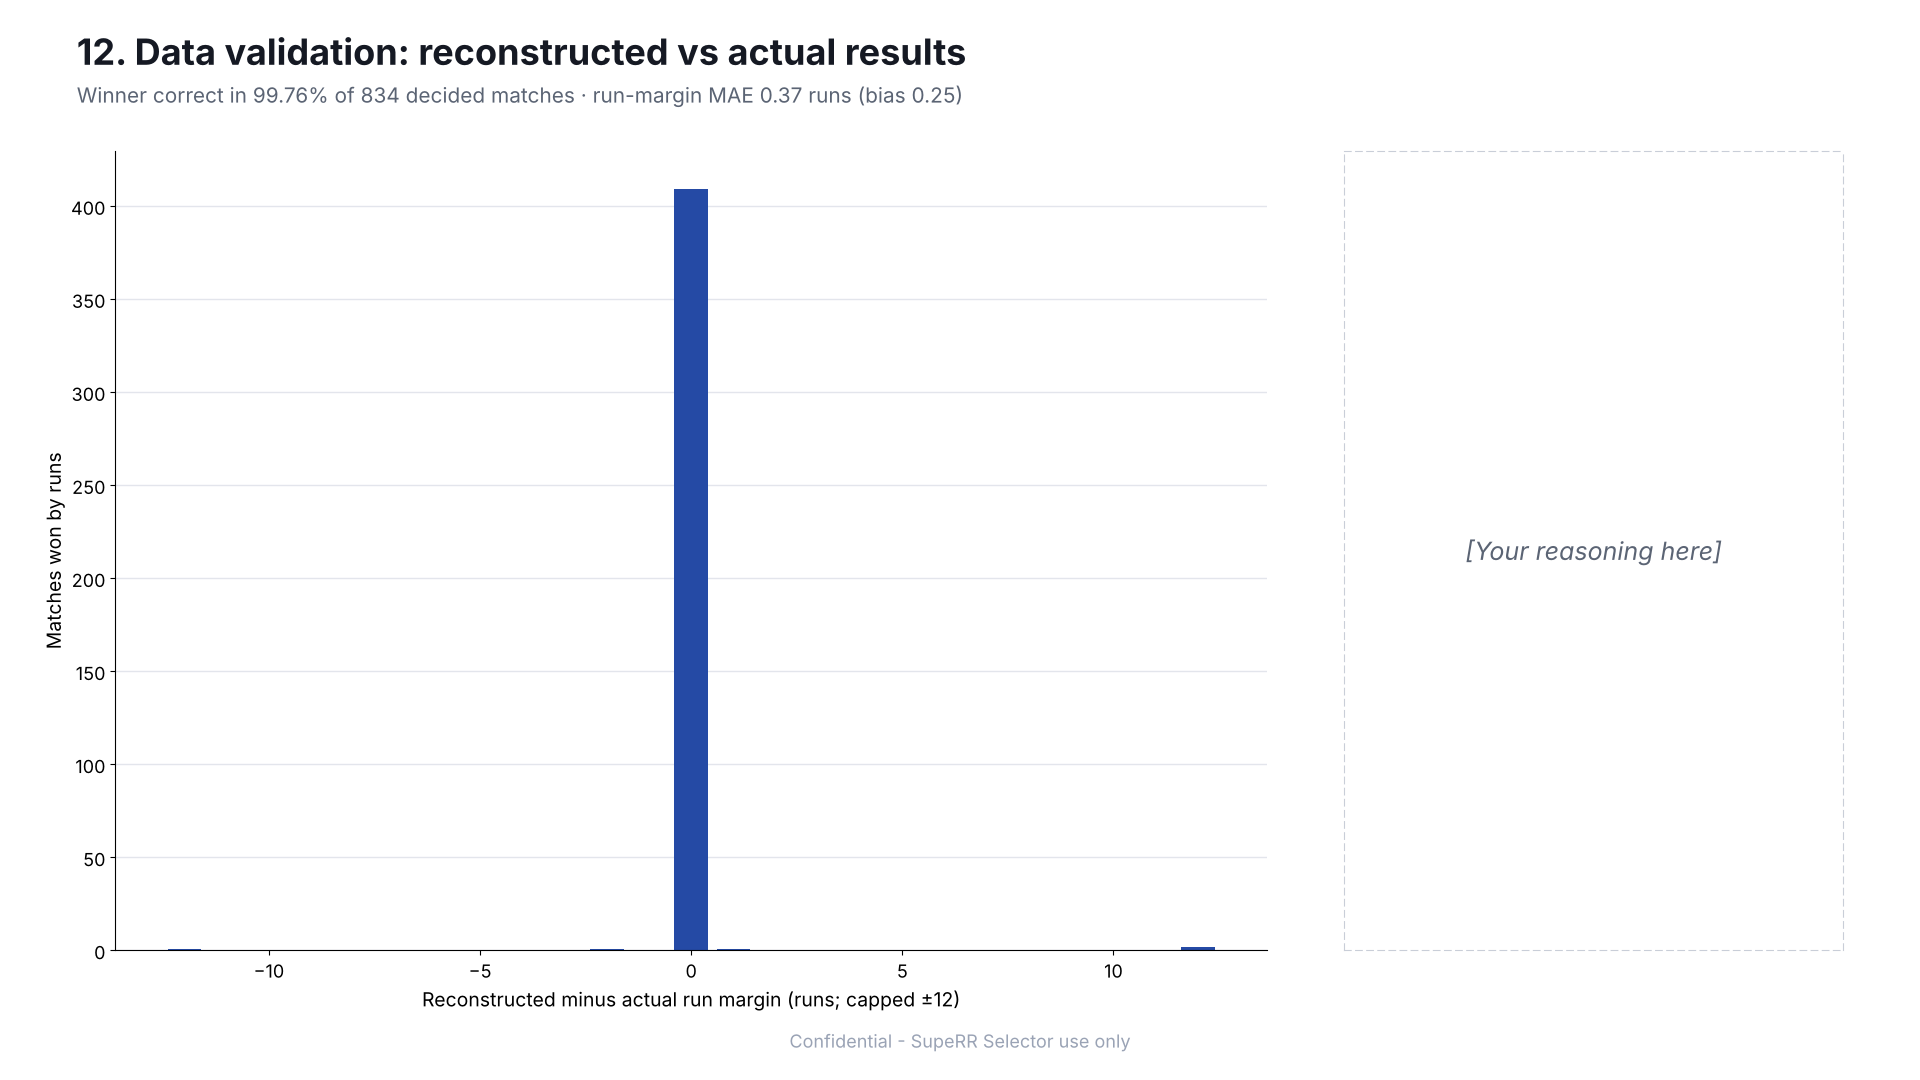 12. Data validation: reconstructed vs actual results
Winner correct in 99.76% of 834 decided matches · run-margin MAE 0.37 runs (bias 0.25)
400
350
300
250
200
150
100
50
0
Matches won by runs
−10
−5
0
5
10
Reconstructed minus actual run margin (runs; capped ±12)
[Your reasoning here]
Confidential - SupeRR Selector use only